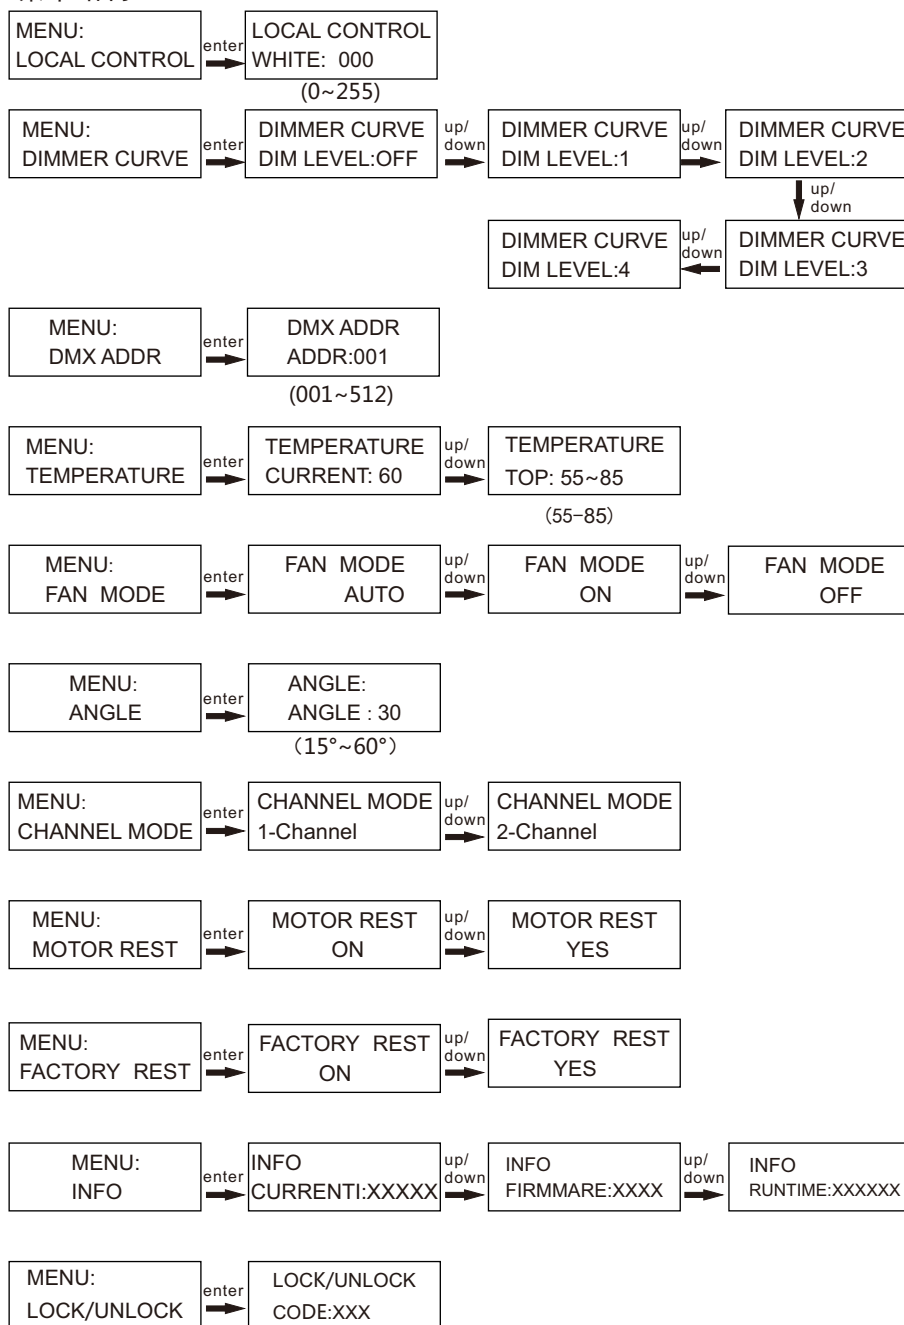 MENU:
LOCAL CONTROL
enter
LOCAL CONTROL
WHITE: 000
(0~255)
MENU:
DIMMER CURVE
enter
DIMMER CURVE
DIM LEVEL:OFF
up/
down
DIMMER CURVE
DIM LEVEL:1
up/
down
DIMMER CURVE
DIM LEVEL:2
up/
down
DIMMER CURVE
DIM LEVEL:3
up/
down
DIMMER CURVE
DIM LEVEL:4
MENU:
DMX ADDR
enter
DMX ADDR
ADDR:001
(001~512)
MENU:
TEMPERATURE
enter
TEMPERATURE
CURRENT: 60
up/
down
TEMPERATURE
TOP: 55~85
(55-85)
MENU:
FAN MODE
enter
FAN MODE
AUTO
up/
down
FAN MODE
ON
up/
down
FAN MODE
OFF
MENU:
ANGLE
enter
ANGLE:
ANGLE : 30
(15°~60°)
MENU:
CHANNEL MODE
enter
CHANNEL MODE
1-Channel
up/
down
CHANNEL MODE
2-Channel
MENU:
MOTOR REST
enter
MOTOR REST
ON
up/
down
MOTOR REST
YES
MENU:
FACTORY REST
enter
FACTORY REST
ON
up/
down
FACTORY REST
YES
MENU:
INFO
enter
INFO
CURRENTI:XXXXX
up/
down
INFO
FIRMMARE:XXXX
up/
down
INFO
RUNTIME:XXXXXX
MENU:
LOCK/UNLOCK
enter
LOCK/UNLOCK
CODE:XXX